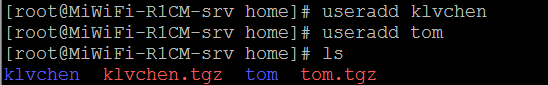 [root@MiWiFi-R1CM-srv home]# useradd klvchen
[root@MiWiFi-R1CM-srv home]# useradd tom
[root@MiWiFi-R1CM-srv home]# ls
klvchen  klvchen.tgz  tom  tom.tgz